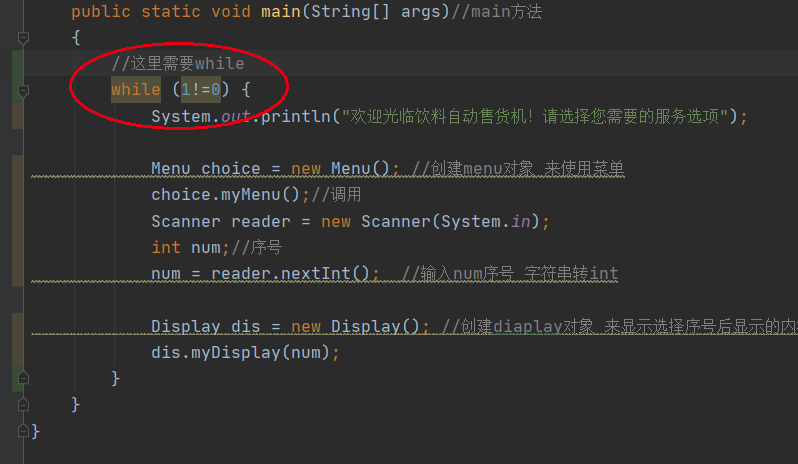 public static void main(String[] args)//main方法
{
//这里需要while
while (1!=0) {
System.out.println("欢迎光临饮料自动售货机！请选择您需要的服务选项");
Menu choice = new Menu(); //创建menu对象 来使用菜单
choice.myMenu();//调用
Scanner reader = new Scanner(System.in);
int num;//序号
num = reader.nextInt();  //输入num序号 字符串转int
Display dis = new Display(); //创建diaplay对象 来显示选择序号后显示的内
dis.myDisplay(num);
}
}
}